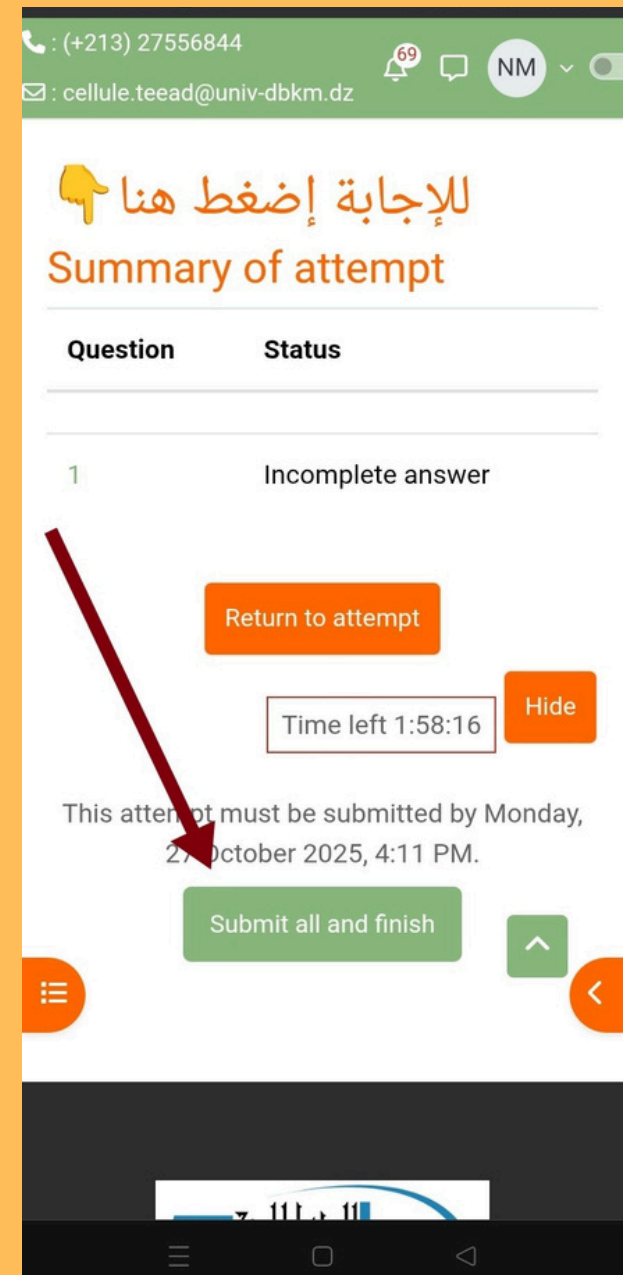 : (+213) 27556844
: cellule.teead@univ-dbkm.dz
69
NM
للإجابة إضغط هنا
Summary of attempt
Question Status
1 Incomplete answer
Return to attempt
Hide
Time left 1:58:16
This attempt must be submitted by Monday,
27 October 2025, 4:11 PM.
Submit all and finish